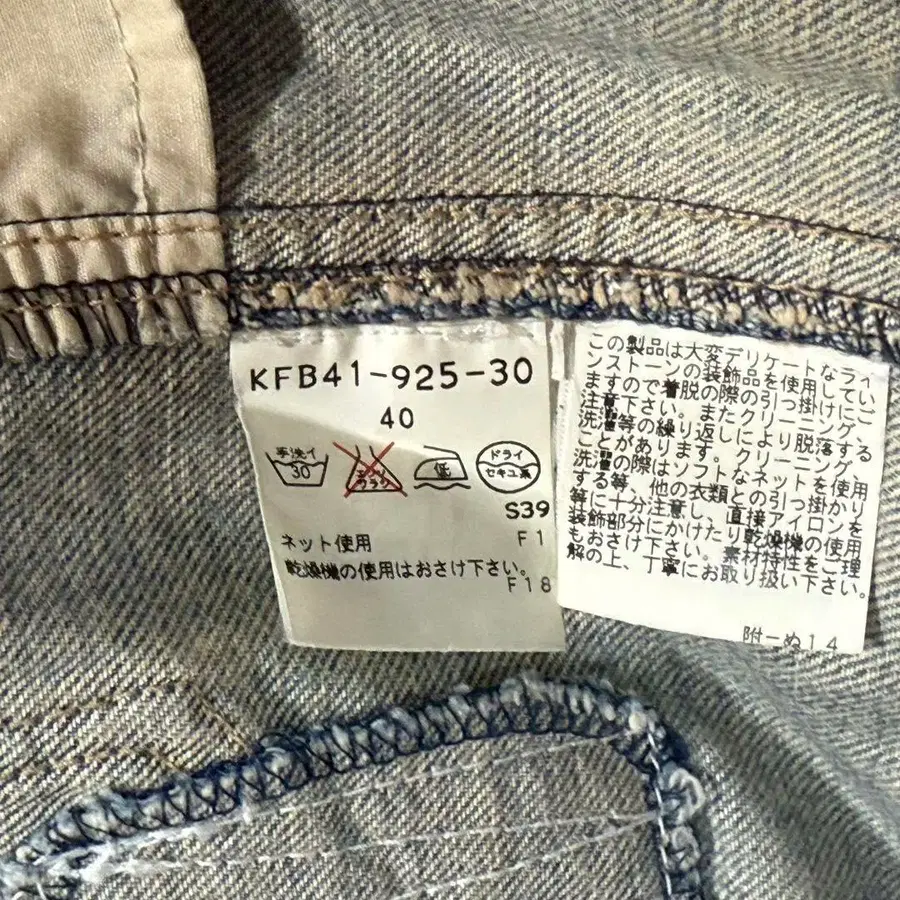 KFB41-925-30
40
手洗イ
30
エンソ
サラシ
低
ドライ
セキユ系
S39
F1
ネット使用
乾燥機の使用はおさけ下さい。
F18
この製品は大変デリケートなライ
ンストーンの装飾品を使用してい
ますので着脱の際の引っ掛けにご
注意下さい。またクリーニング、
洗濯等の繰り返しにより脱落する
ことがあります。クリーニング、
洗濯の際はソフトなネットを使用
する等、他の衣類との引っ掛かり
等に十分注意し、直接アイロンを
装飾部分にかけたり乾燥機の使用
もおさけ下さい。素材特性をご理
解の上、丁寧にお取り扱い下さい。
附-ぬ14